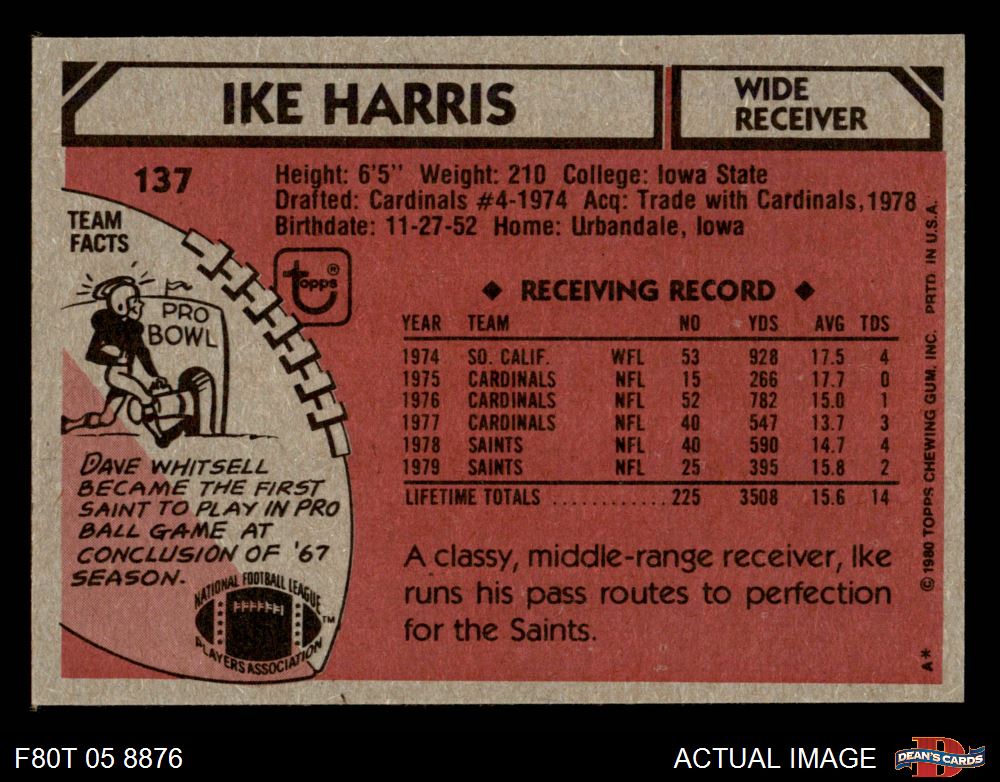 IKE HARRIS
WIDE
RECEIVER
137
Height: 6'5'' Weight: 210 College: Iowa State
Drafted: Cardinals #4-1974 Acq: Trade with Cardinals, 1978
Birthdate: 11-27-52 Home: Urbandale, Iowa
TEAM
FACTS
topps®
PRO
BOWL
DAVE WHITSELL
BECAME THE FIRST
SAINT TO PLAY IN PRO
BALL GAME AT
CONCLUSION OF '67
SEASON.
NATIONAL FOOTBALL LEAGUE
PLAYERS ASSOCIATION
TM
◆ RECEIVING RECORD ◆
YEAR TEAM NO YDS AVG TDS
1974 SO. CALIF. WFL 53 928 17.5 4
1975 CARDINALS NFL 15 266 17.7 0
1976 CARDINALS NFL 52 782 15.0 1
1977 CARDINALS NFL 40 547 13.7 3
1978 SAINTS NFL 40 590 14.7 4
1979 SAINTS NFL 25 395 15.8 2
LIFETIME TOTALS ............ 225 3508 15.6 14
A classy, middle-range receiver, Ike
runs his pass routes to perfection
for the Saints.
A* © 1980 TOPPS CHEWING GUM, INC. PRTD. IN U.S.A.
F80T 05 8876
ACTUAL IMAGE
D
DEAN'S CARDS